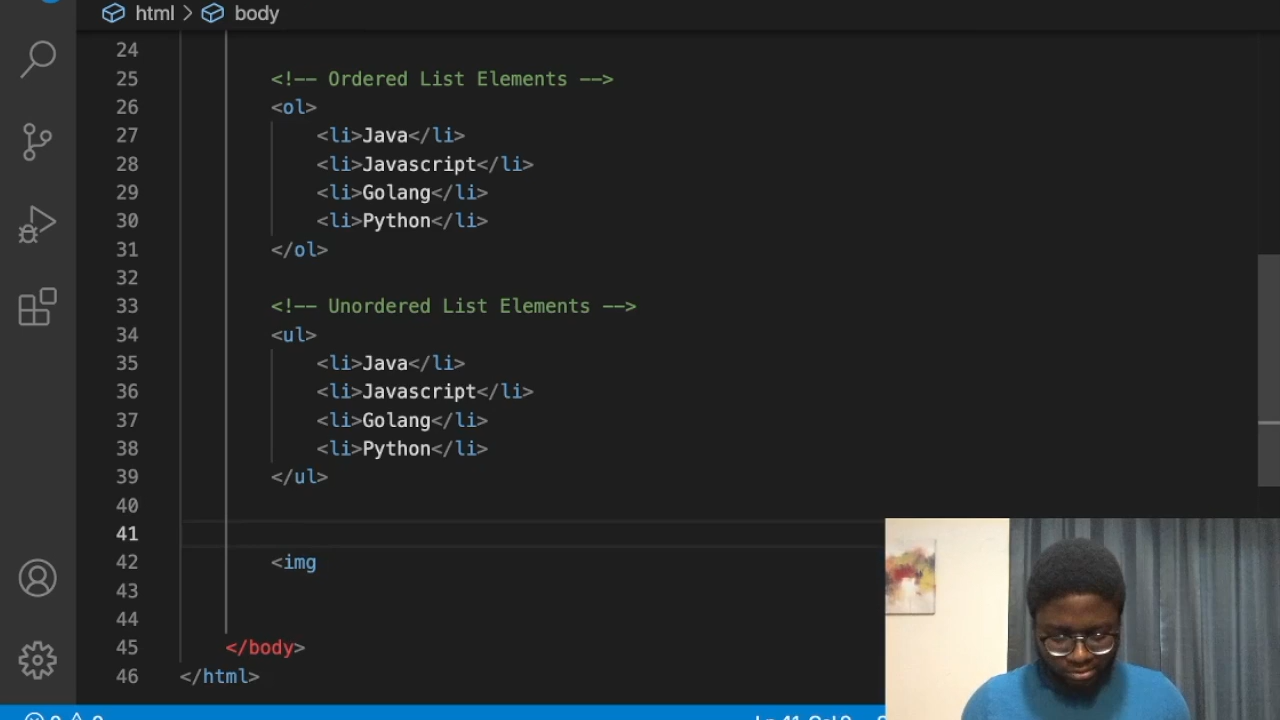 html > body
24
25 <!-- Ordered List Elements -->
26 <ol>
27 <li>Java</li>
28 <li>Javascript</li>
29 <li>Golang</li>
30 <li>Python</li>
31 </ol>
32
33 <!-- Unordered List Elements -->
34 <ul>
35 <li>Java</li>
36 <li>Javascript</li>
37 <li>Golang</li>
38 <li>Python</li>
39 </ul>
40
41
42 <img
43
44
45 </body>
46 </html>